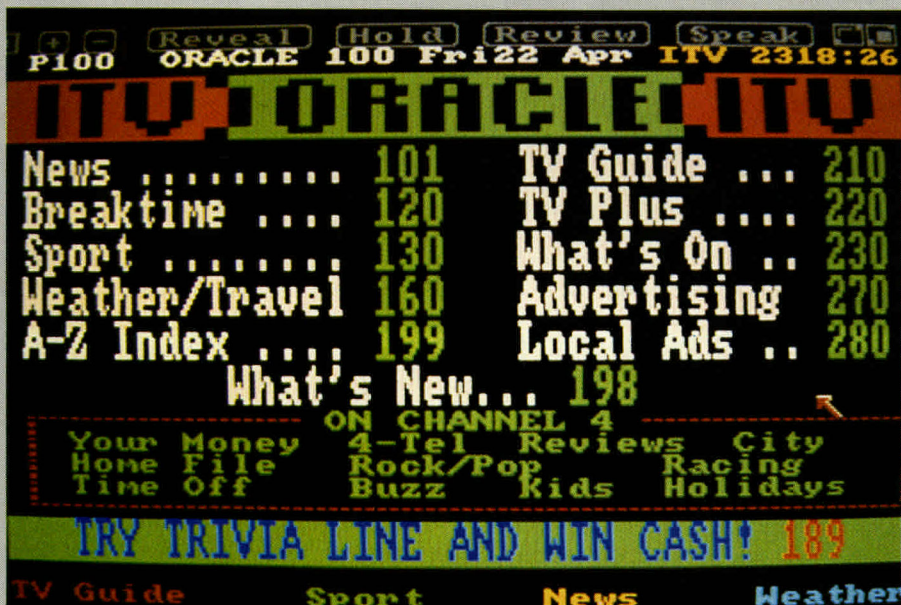 Reveal Hold Review Speak
P100 ORACLE 100 Fri22 Apr ITV 2318:26
ITV ORACLE ITV
News ......... 101 TV Guide ... 210
Breaktime .... 120 TV Plus .... 220
Sport ........ 130 What's On .. 230
Weather/Travel 160 Advertising 270
A-Z Index .... 199 Local Ads .. 280
What's New... 198
ON CHANNEL 4
Your Money 4-Tel Reviews City
Home File Rock/Pop Racing
Time Off Buzz Kids Holidays
TRY TRIVIA LINE AND WIN CASH! 189
TV Guide Sport News Weather